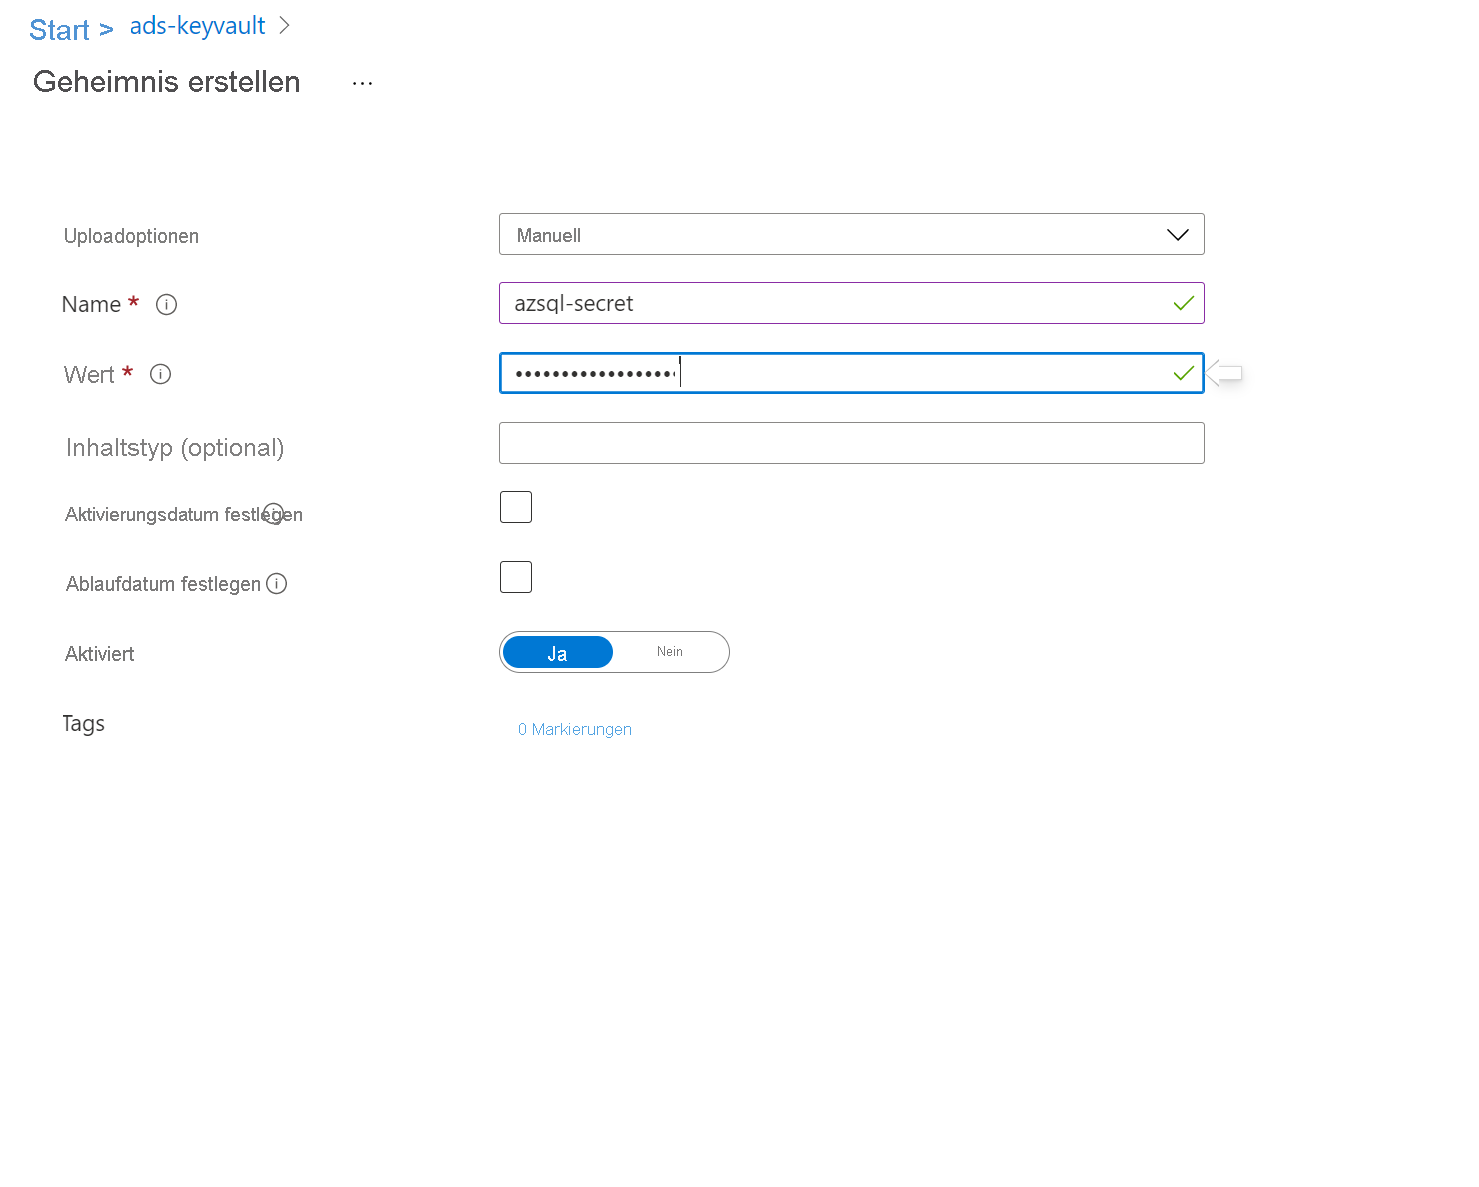 Start > ads-keyvault >
Geheimnis erstellen ...
Uploadoptionen Manuell
Name * azsql-secret
Wert * ••••••••••••••••••
Inhaltstyp (optional)
Aktivierungsdatum festlegen
Ablaufdatum festlegen
Aktiviert Ja Nein
Tags 0 Markierungen